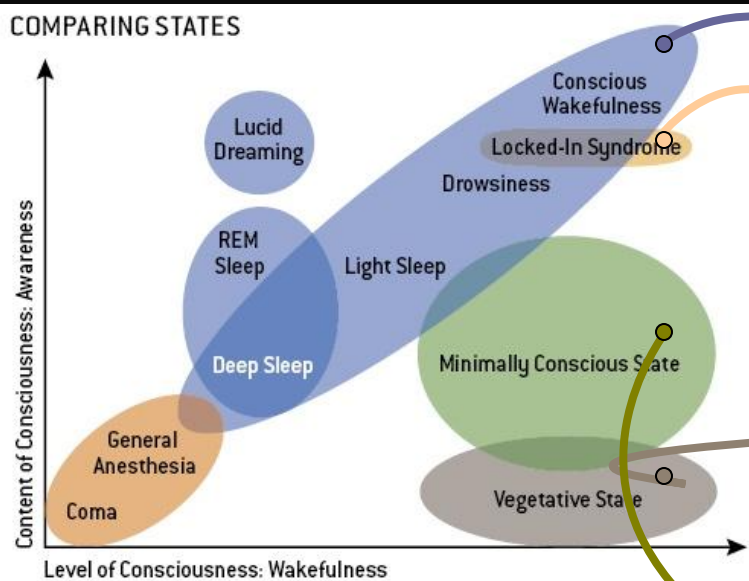 COMPARING STATES
Conscious
Wakefulness
Lucid
Dreaming
Locked-In Syndrome
Drowsiness
REM
Sleep
Light Sleep
Deep Sleep
Minimally Conscious State
General
Anesthesia
Coma
Vegetative State
Content of Consciousness: Awareness
Level of Consciousness: Wakefulness